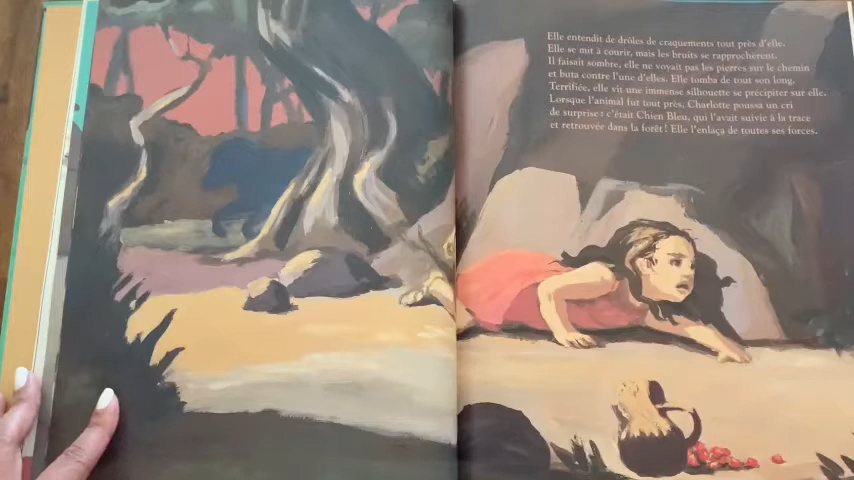 Elle entendit de drôles de craquements tout près d'elle.
Elle se mit à courir, mais les bruits se rapprochèrent.
Il faisait sombre, elle ne voyait pas les pierres sur le chemin
et buta contre l'une d'elles. Elle tomba de tout son long.
Terrifiée, elle vit une immense silhouette se précipiter sur elle.
Lorsque l'animal fut tout près, Charlotte poussa un cri
de surprise : c'était Chien Bleu, qui l'avait suivie à la trace
et retrouvée dans la forêt ! Elle l'enlaça de toutes ses forces.